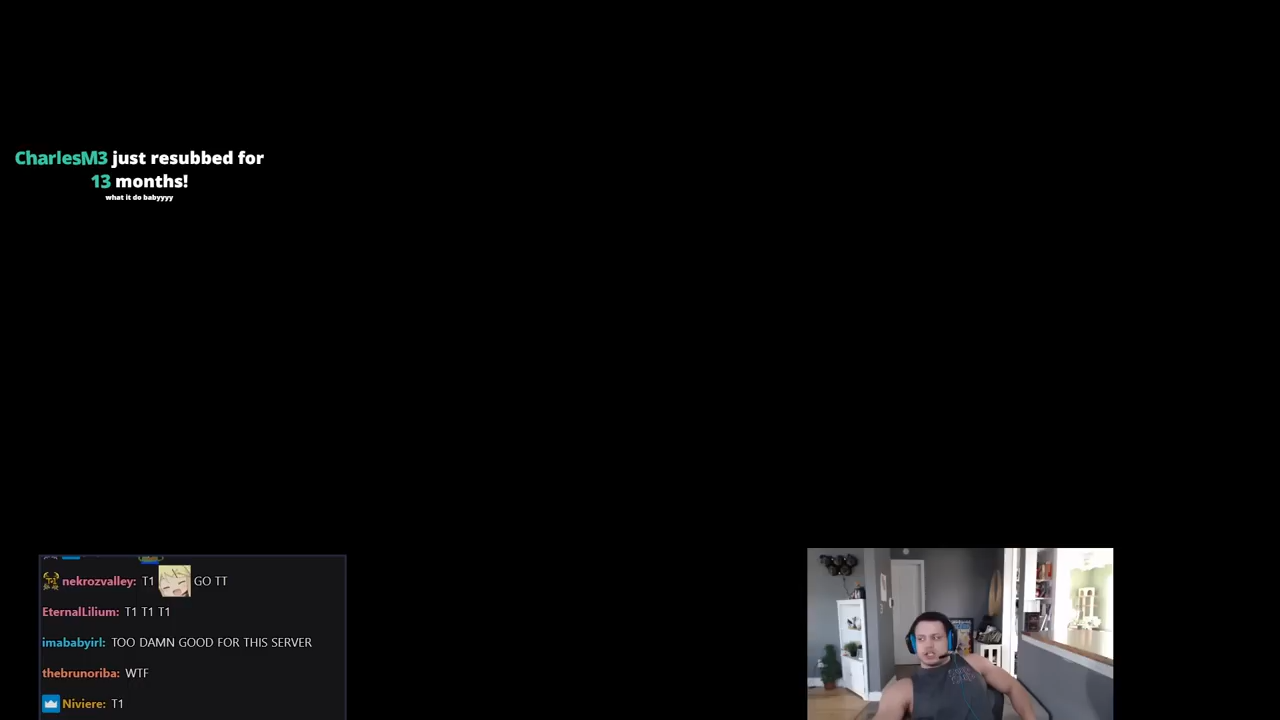 CharlesM3 just resubbed for
13 months!
what it do babyyyy
nekrozvalley: T1 GO TT
EternalLilium: T1 T1 T1
imababyirl: TOO DAMN GOOD FOR THIS SERVER
thebrunoriba: WTF
Niviere: T1